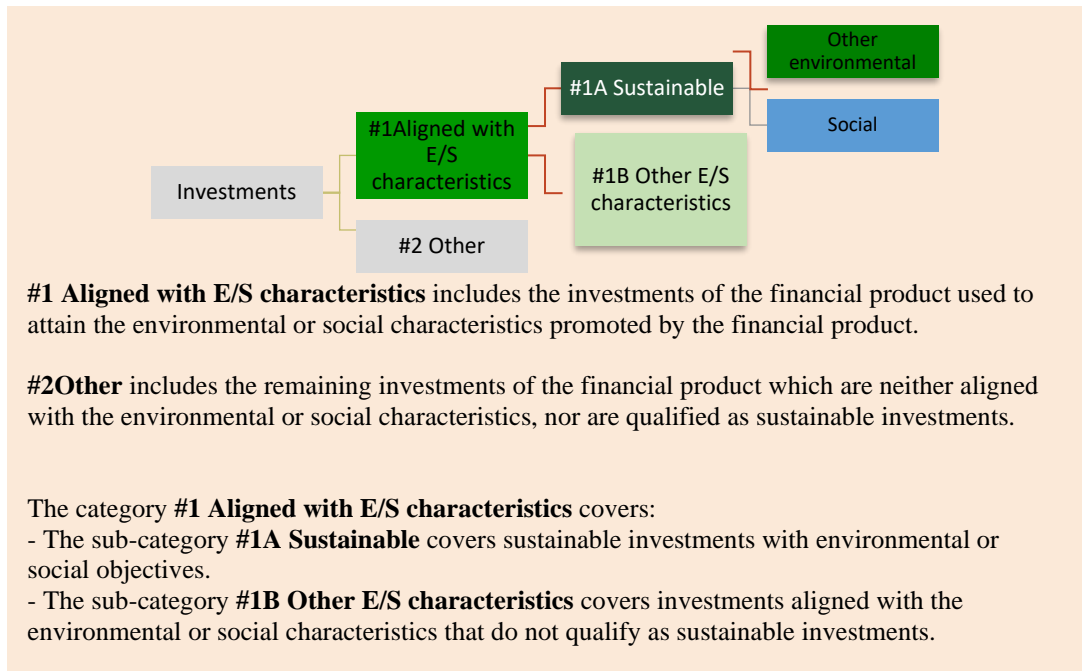 Other
environmental
#1A Sustainable
Social
#1Aligned with
E/S
characteristics
#1B Other E/S
characteristics
Investments
#2 Other
#1 Aligned with E/S characteristics includes the investments of the financial product used to
attain the environmental or social characteristics promoted by the financial product.
#2Other includes the remaining investments of the financial product which are neither aligned
with the environmental or social characteristics, nor are qualified as sustainable investments.
The category #1 Aligned with E/S characteristics covers:
- The sub-category #1A Sustainable covers sustainable investments with environmental or
social objectives.
- The sub-category #1B Other E/S characteristics covers investments aligned with the
environmental or social characteristics that do not qualify as sustainable investments.